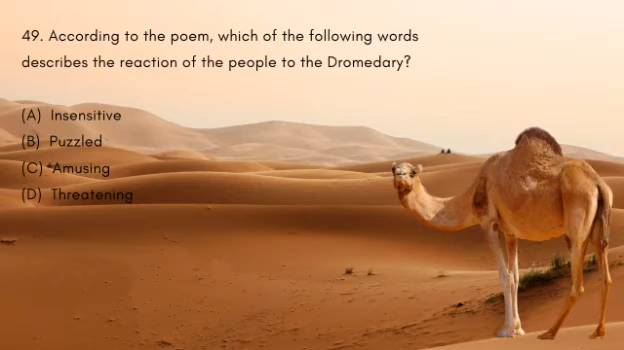 49. According to the poem, which of the following words
describes the reaction of the people to the Dromedary?
(A) Insensitive
(B) Puzzled
(C) Amusing
(D) Threatening